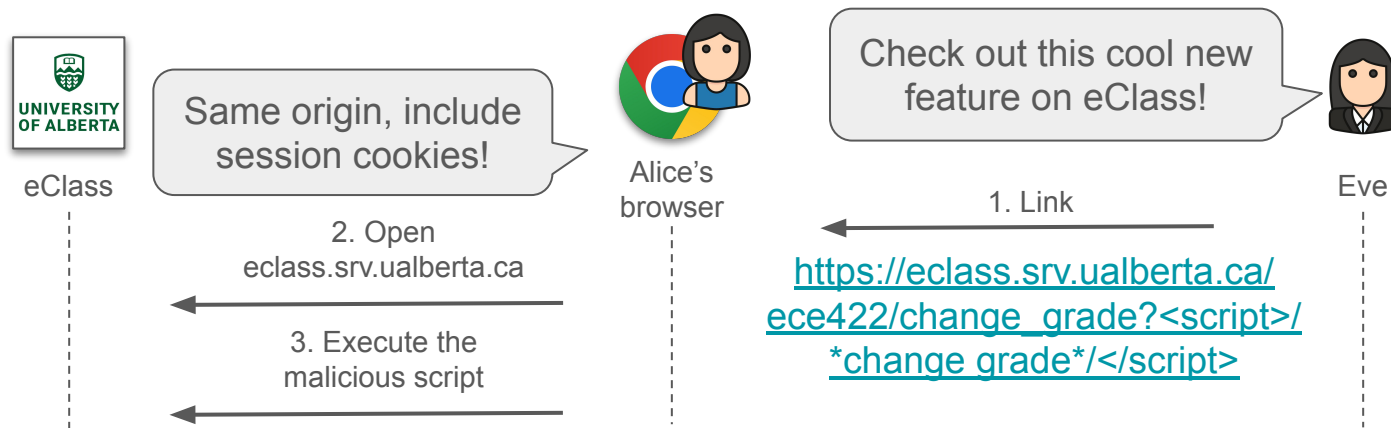 UNIVERSITY
OF ALBERTA
eClass
Same origin, include
session cookies!
Alice's
browser
Check out this cool new
feature on eClass!
Eve
1. Link
https://eclass.srv.ualberta.ca/
ece422/change_grade?<script>/
*change grade*/</script>
2. Open
eclass.srv.ualberta.ca
3. Execute the
malicious script